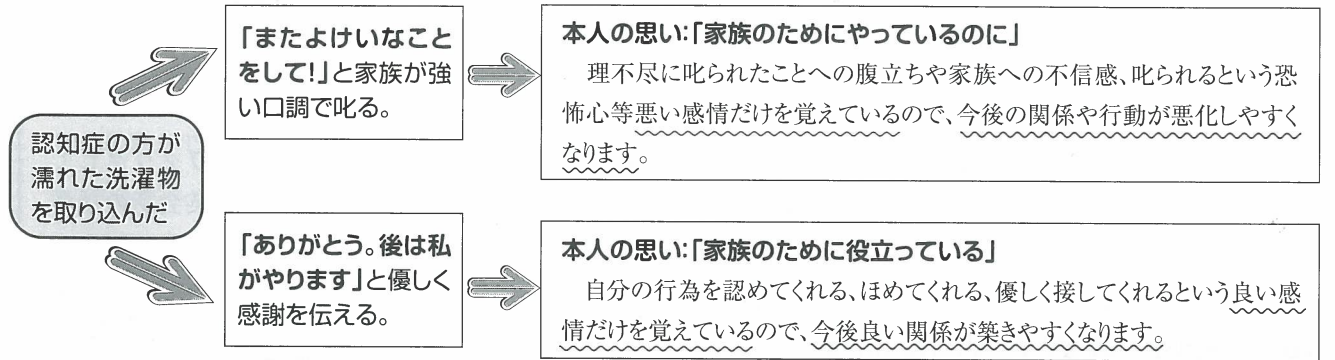 認知症の方が
濡れた洗濯物
を取り込んだ
「またよけいなこと
をして!」と家族が強
い口調で叱る。
本人の思い:「家族のためにやっているのに」
理不尽に叱られたことへの腹立ちや家族への不信感、叱られるという恐
怖心等悪い感情だけを覚えているので、今後の関係や行動が悪化しやすく
なります。
「ありがとう。後は私
がやります」と優しく
感謝を伝える。
本人の思い:「家族のために役立っている」
自分の行為を認めてくれる、ほめてくれる、優しく接してくれるという良い感
情だけを覚えているので、今後良い関係が築きやすくなります。